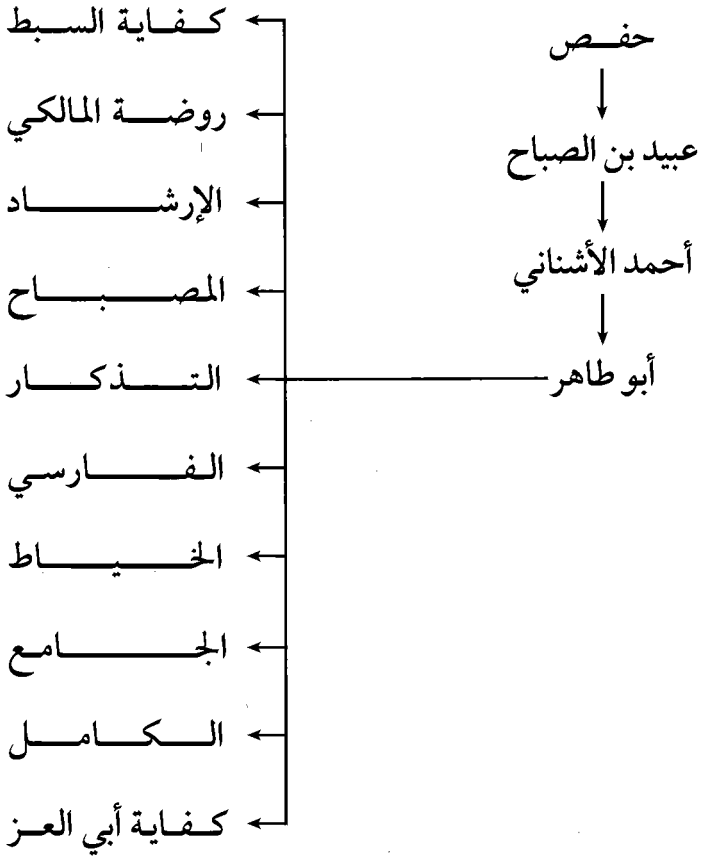 حفص
عبيد بن الصباح
أحمد الأشناني
أبو طاهر
كفاية السبط
روضة المالكي
الإرشاد
المصباح
التذكار
الفارسي
الخياط
الجامع
الكامل
كفاية أبي العز